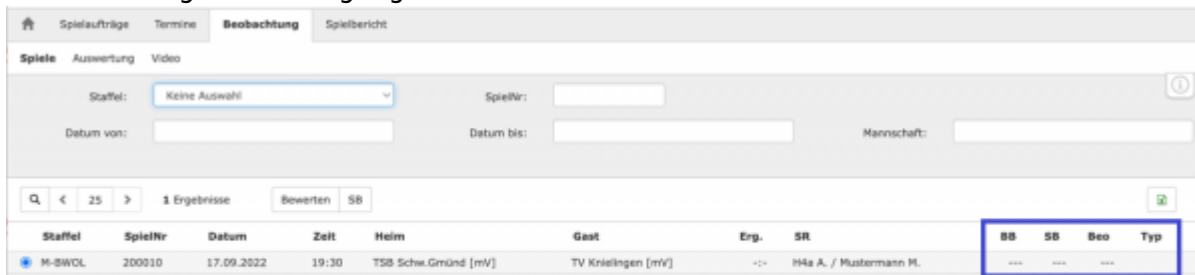 Spielaufträge Termine Beobachtung Spielbericht
Spiele Auswertung Video
Staffel: Keine Auswahl SpielNr:
Datum von: Datum bis: Mannschaft:
25 1 Ergebnisse Bewerten SB
Staffel SpielNr Datum Zeit Heim Gast Erg. SR BB SB Beo Typ
M-BWOL 200010 17.09.2022 19:30 TSB Schw.Gmünd [mV] TV Knielingen [mV] -:- H4a A. / Mustermann M. --- --- ---